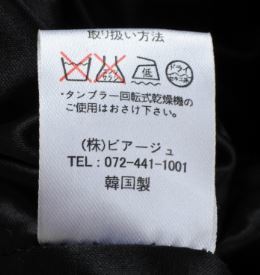 取り扱い方法
低
ドライ
・タンブラー回転式乾燥機の
ご使用はおさけ下さい。
(株)ピアージュ
TEL:072-441-1001
韓国製